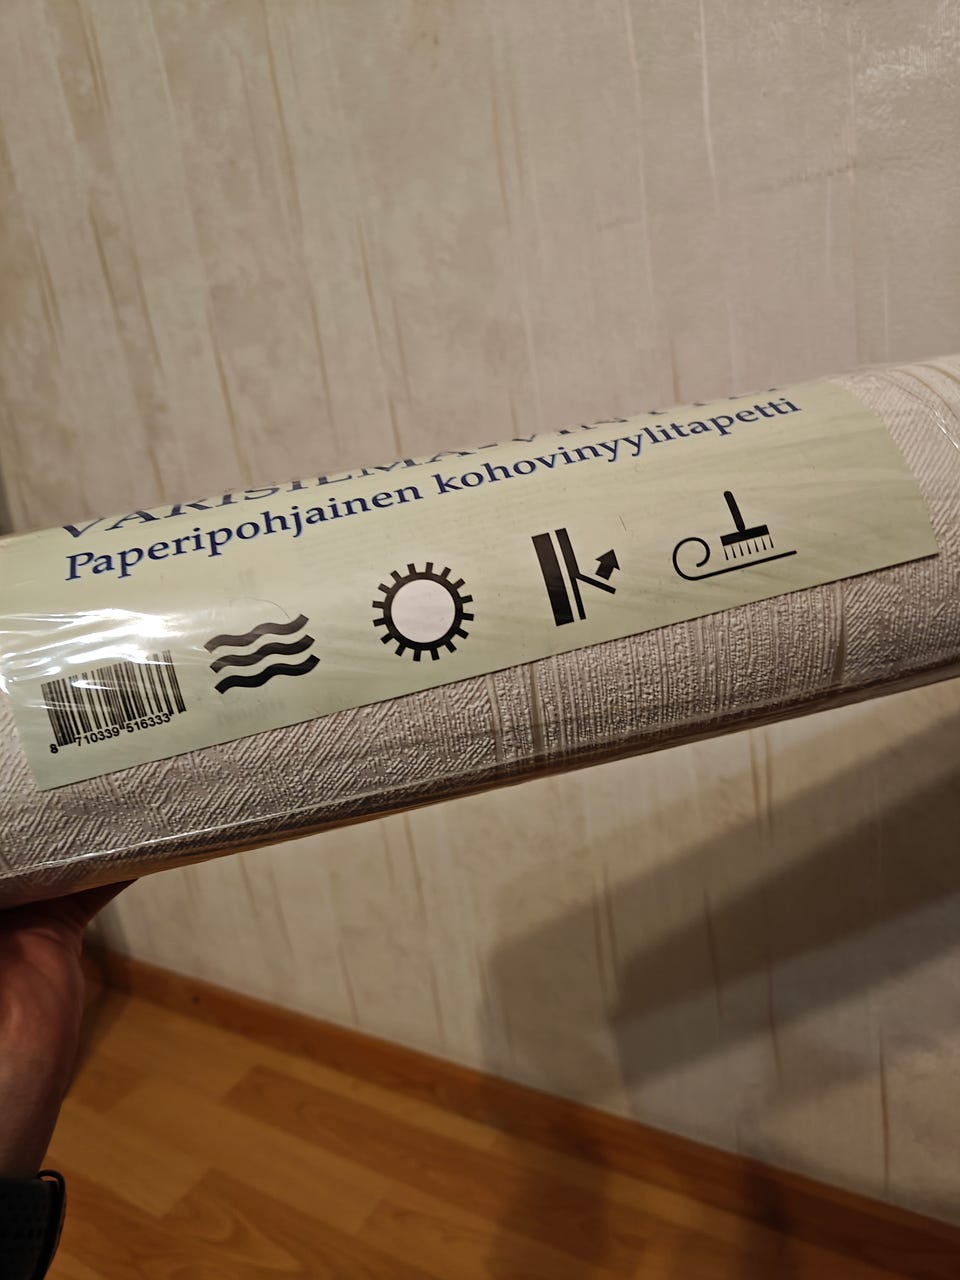 Paperipohjainen kohovinyylitapetti
8 710339 516333